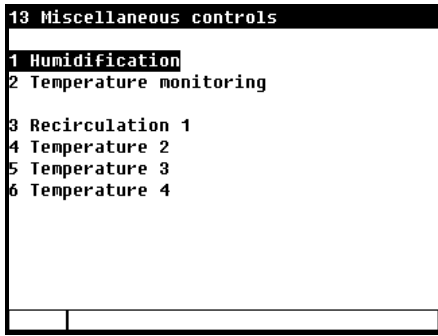 13 Miscellaneous controls
1 Humidification
2 Temperature monitoring
3 Recirculation 1
4 Temperature 2
5 Temperature 3
6 Temperature 4